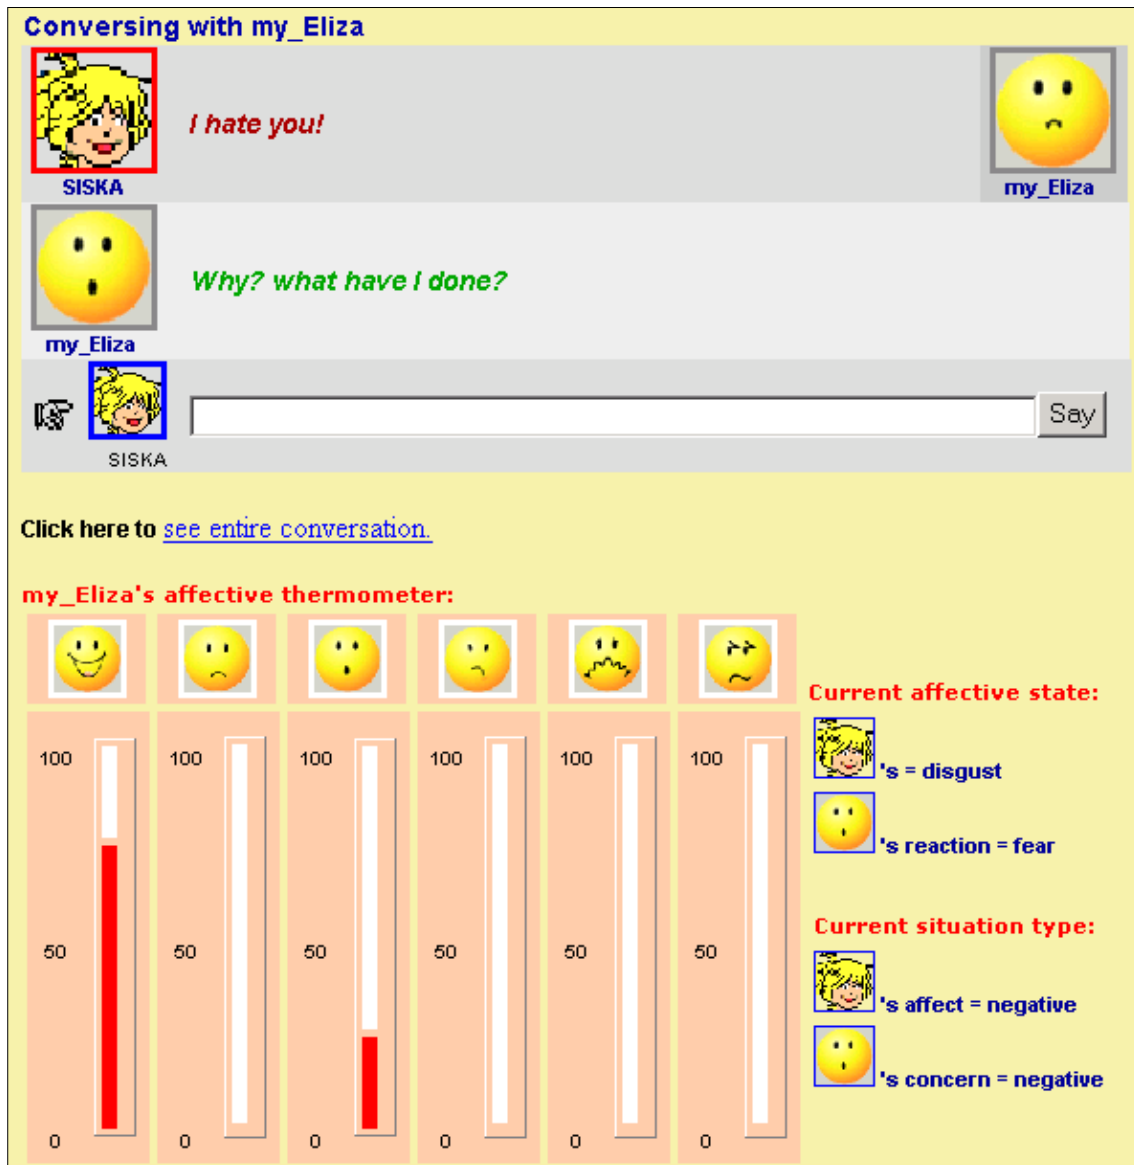 Conversing with my_Eliza
I hate you!
SISKA
my_Eliza
Why? what have I done?
my_Eliza
Say
SISKA
Click here to see entire conversation.
my_Eliza's affective thermometer:
Current affective state:
100 100 100 100 100 100
's = disgust
's reaction = fear
Current situation type:
50 50 50 50 50 50
's affect = negative
's concern = negative
0 0 0 0 0 0